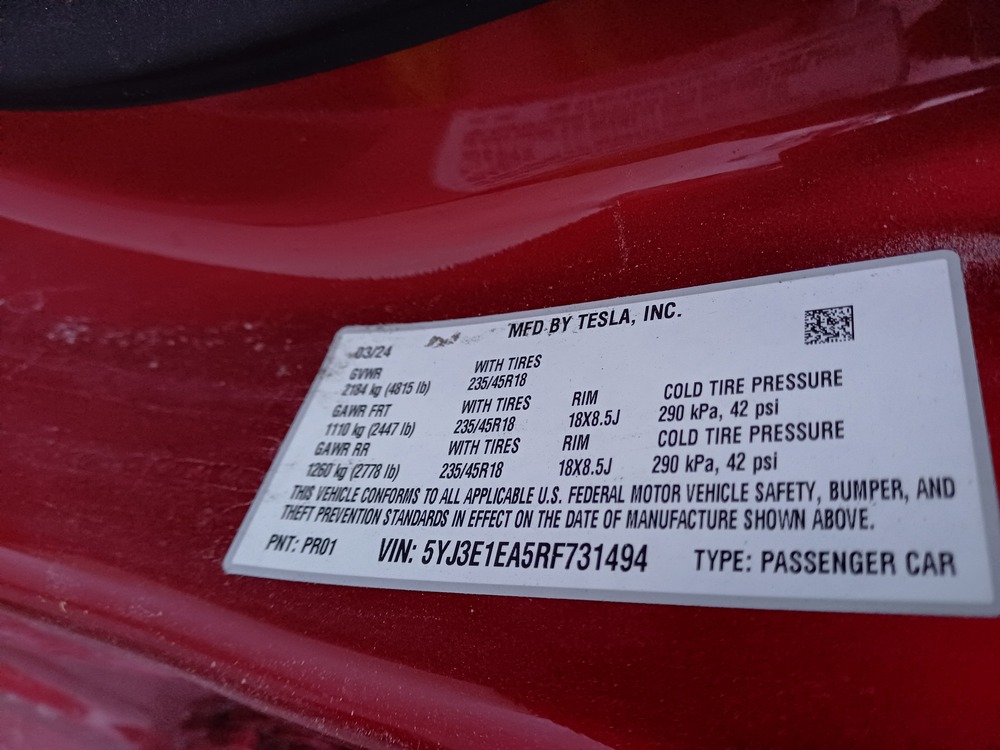 MFD BY TESLA, INC.
03/24
GVWR WITH TIRES
2184 kg (4815 lb) 235/45R18
GAWR FRT WITH TIRES RIM COLD TIRE PRESSURE
1110 kg (2447 lb) 235/45R18 18X8.5J 290 kPa, 42 psi
GAWR RR WITH TIRES RIM COLD TIRE PRESSURE
1260 kg (2778 lb) 235/45R18 18X8.5J 290 kPa, 42 psi
THIS VEHICLE CONFORMS TO ALL APPLICABLE U.S. FEDERAL MOTOR VEHICLE SAFETY, BUMPER, AND
THEFT PREVENTION STANDARDS IN EFFECT ON THE DATE OF MANUFACTURE SHOWN ABOVE.
PNT: PR01 VIN: 5YJ3E1EA5RF731494 TYPE: PASSENGER CAR